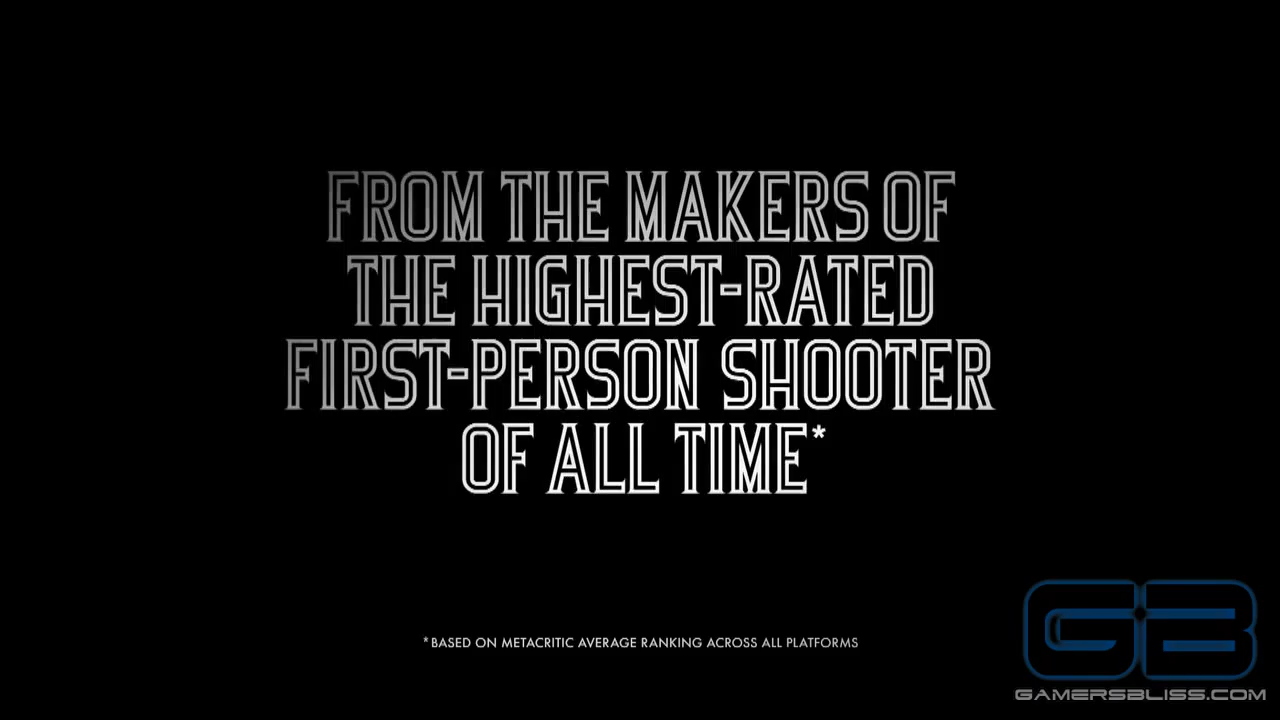 FROM THE MAKERS OF
THE HIGHEST-RATED
FIRST-PERSON SHOOTER
OF ALL TIME*
*BASED ON METACRITIC AVERAGE RANKING ACROSS ALL PLATFORMS
GB
GAMERSBLISS.COM